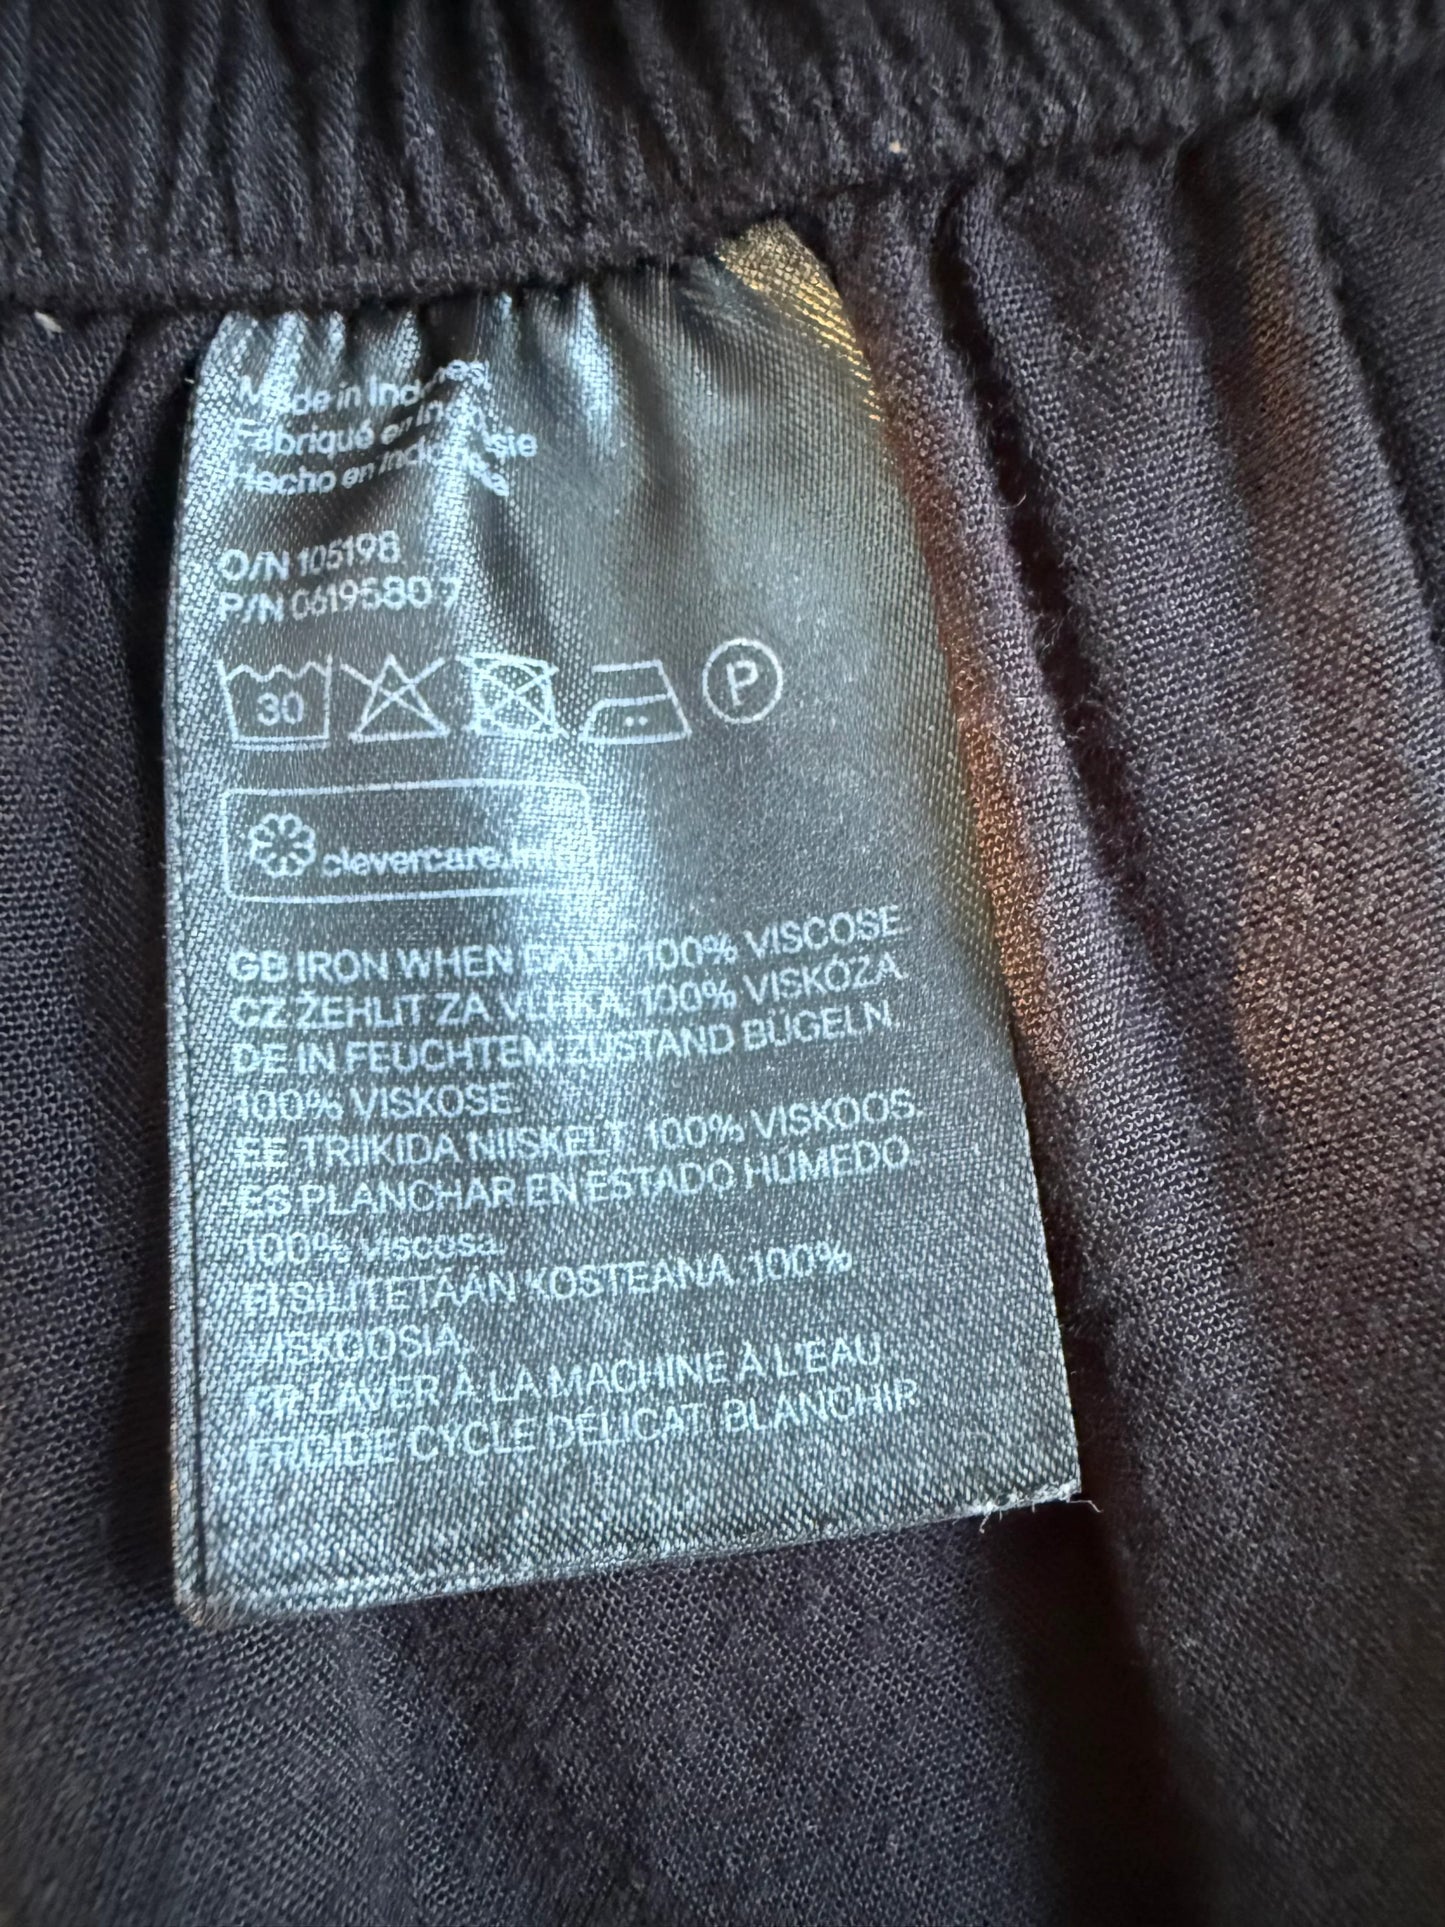 Made in Indonesia
Fabriqué en Indonésie
Hecho en Indonesia
O/N 105198
P/N 0619580.7
30
P
clevercare.info
GB IRON WHEN DAMP. 100% VISCOSE
CZ ŽEHLIT ZA VLHKA. 100% VISKÓZA
DE IN FEUCHTEM ZUSTAND BÜGELN.
100% VISKOSE
EE TRIIKIDA NIISKELT. 100% VISKOOS.
ES PLANCHAR EN ESTADO HÚMEDO.
100% viscosa.
FI SILITETÄÄN KOSTEANA. 100%
VISKOOSIA.
FR LAVER À LA MACHINE À L'EAU
FROIDE CYCLE DÉLICAT. BLANCHIR